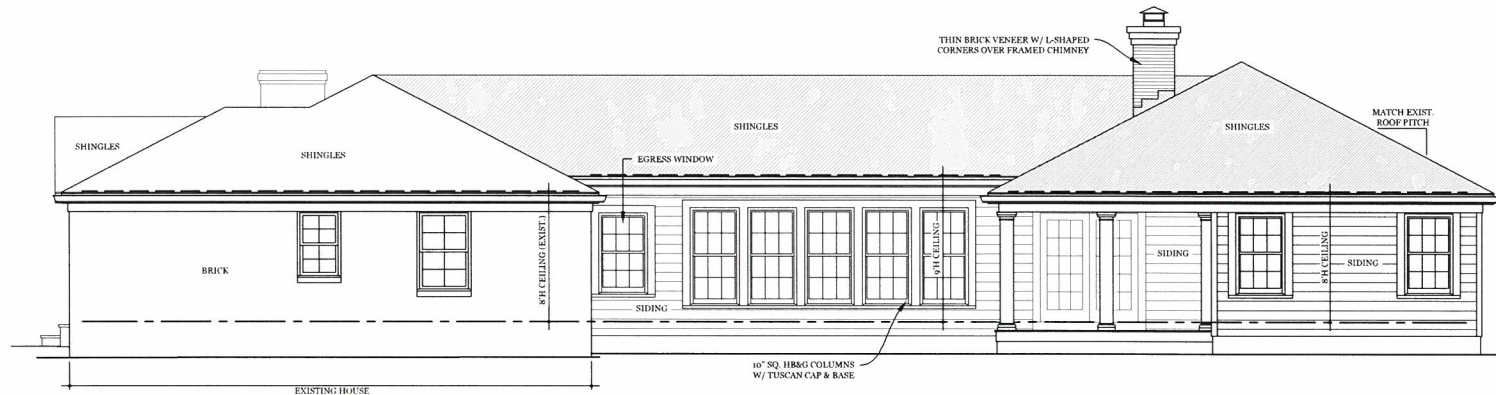 THIN BRICK VENEER W/ L-SHAPED
CORNERS OVER FRAMED CHIMNEY
MATCH EXIST.
ROOF PITCH
SHINGLES
SHINGLES
SHINGLES
SHINGLES
EGRESS WINDOW
8'H CEILING (EXIST.)
9'H CEILING
8'H CEILING
BRICK
SIDING
SIDING
SIDING
10" SQ. HB&G COLUMNS
W/ TUSCAN CAP & BASE
EXISTING HOUSE